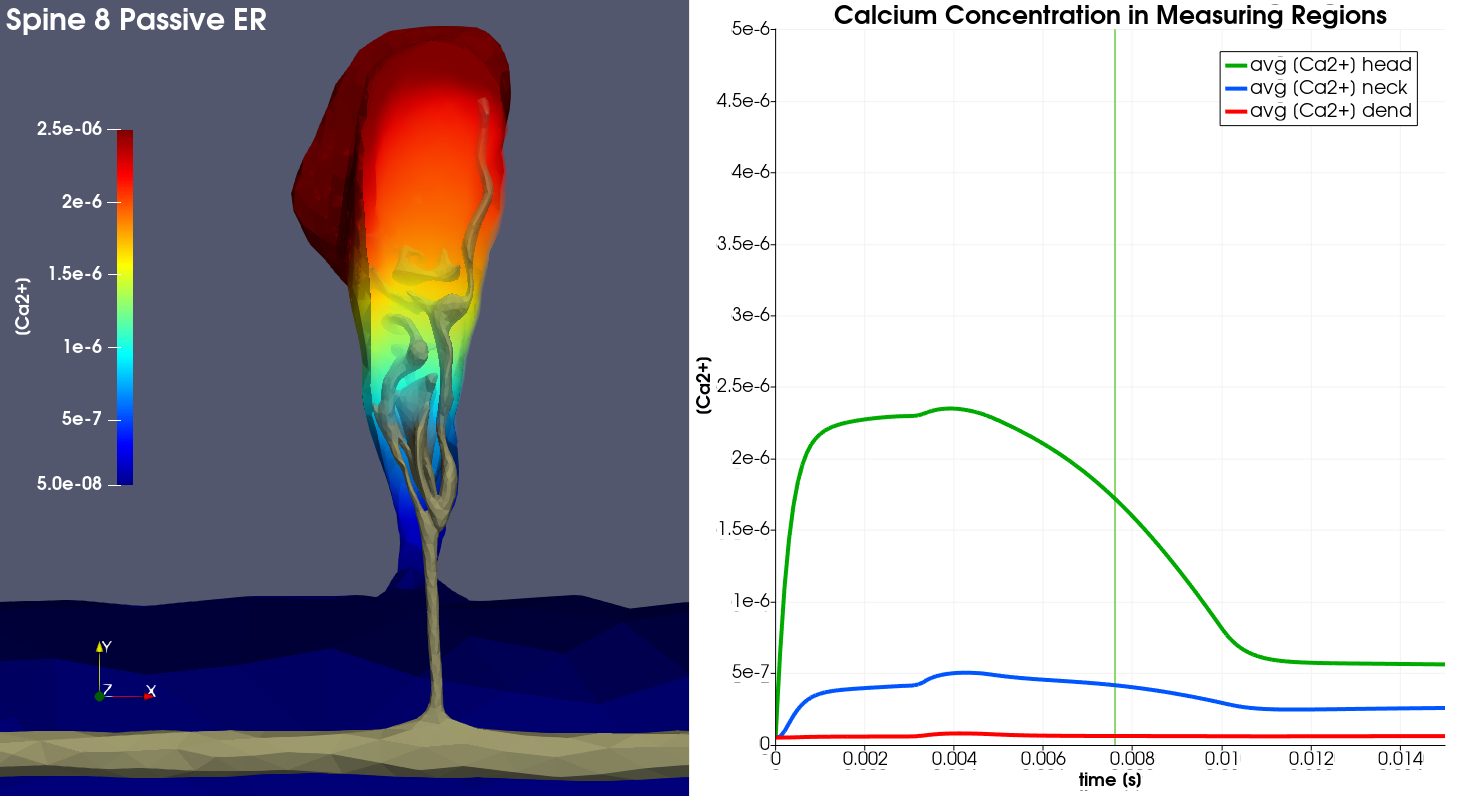 Spine 8 Passive ER
2.5e-06
2e-6
1.5e-6
1e-6
5e-7
5.0e-08
(Ca2+)
Y
Z
X
Calcium Concentration in Measuring Regions
avg (Ca2+) head
avg (Ca2+) neck
avg (Ca2+) dend
5e-6
4.5e-6
4e-6
3.5e-6
3e-6
2.5e-6
2e-6
1.5e-6
1e-6
5e-7
0
(Ca2+)
0 0.002 0.004 0.006 0.008 0.01 0.012 0.014
time (s)